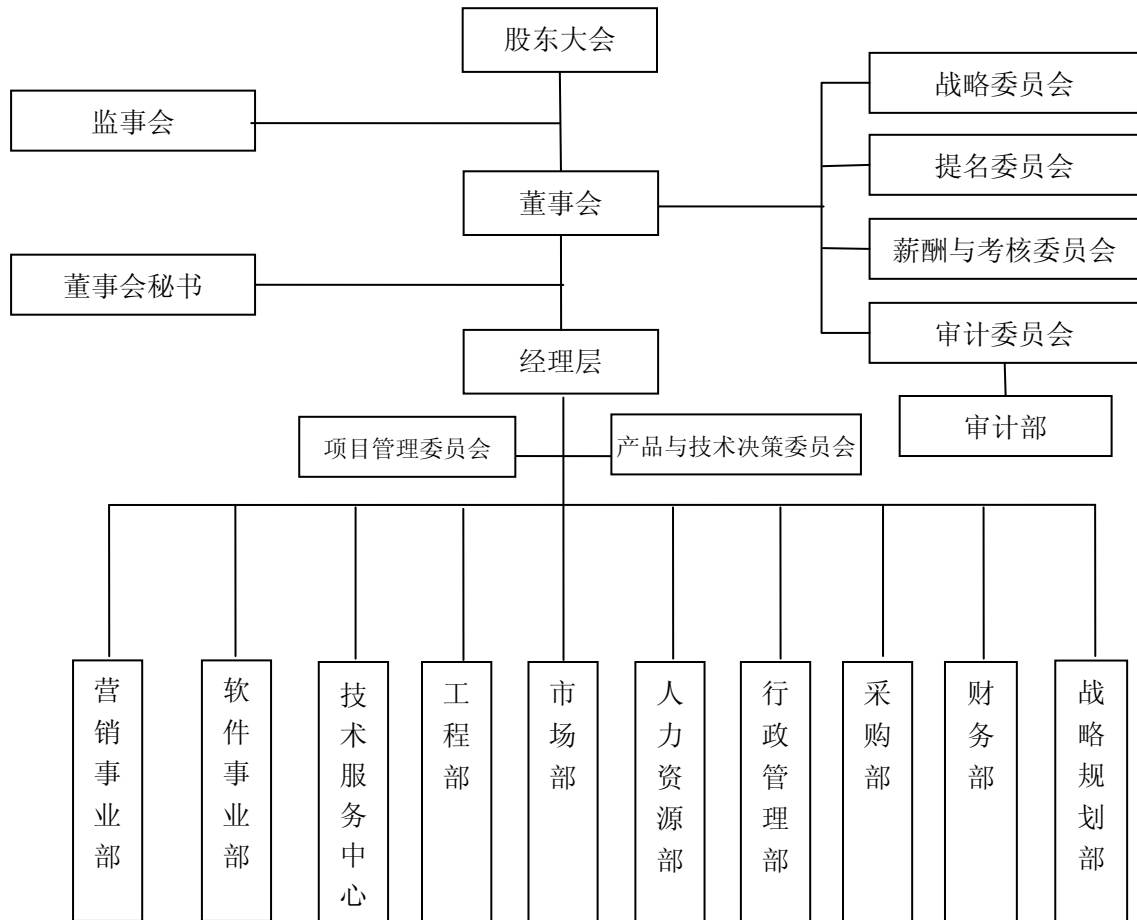 股东大会
监事会
战略委员会
提名委员会
董事会
薪酬与考核委员会
董事会秘书
审计委员会
经理层
审计部
项目管理委员会
产品与技术决策委员会
营销事业部
软件事业部
技术服务中心
工程部
市场部
人力资源部
行政管理部
采购部
财务部
战略规划部